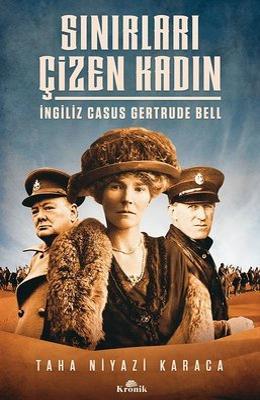 SINIRLARI
ÇİZEN KADIN
İNGİLİZ CASUS GERTRUDE BELL
TAHA NİYAZİ KARACA
Kronik